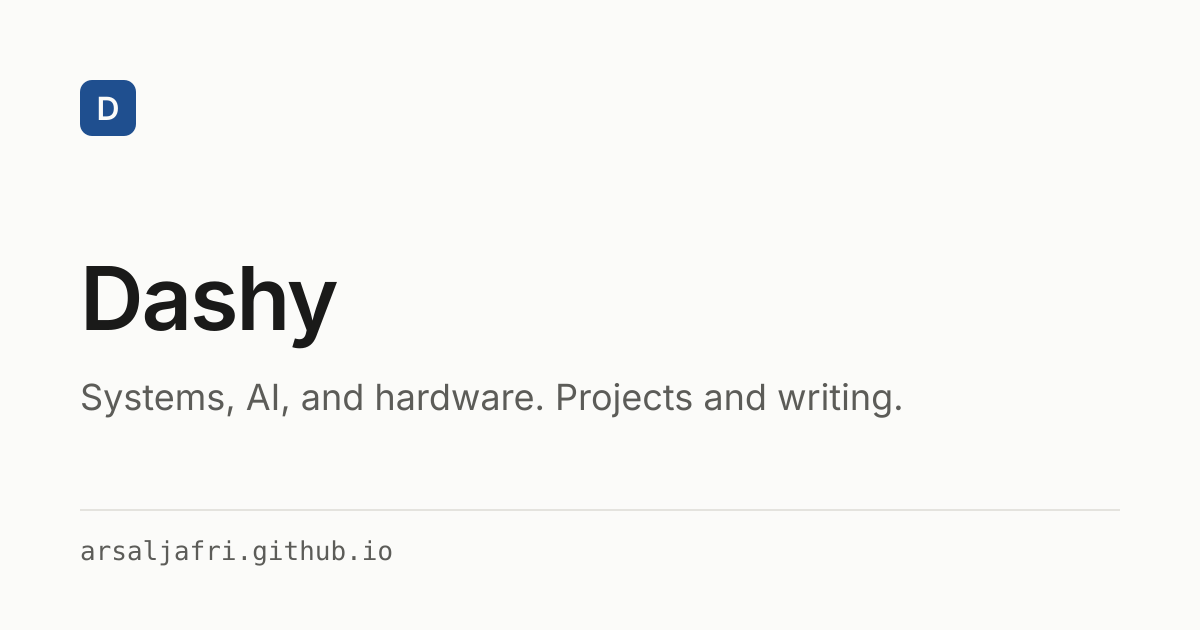 D
Dashy
Systems, AI, and hardware. Projects and writing.
arsaljafri.github.io